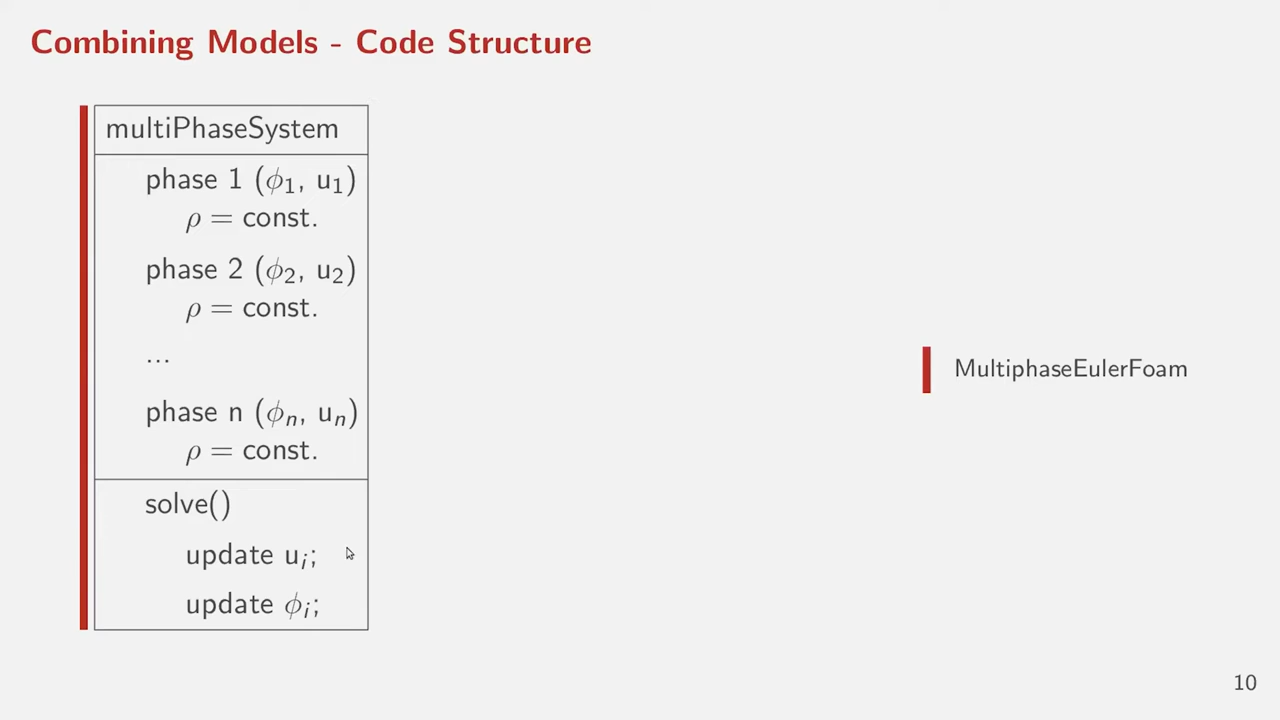 Combining Models - Code Structure
multiPhaseSystem
phase 1 (ϕ₁, u₁)
ρ = const.
phase 2 (ϕ₂, u₂)
ρ = const.
...
phase n (ϕₙ, uₙ)
ρ = const.
solve()
update uᵢ;
update ϕᵢ;
MultiphaseEulerFoam
10